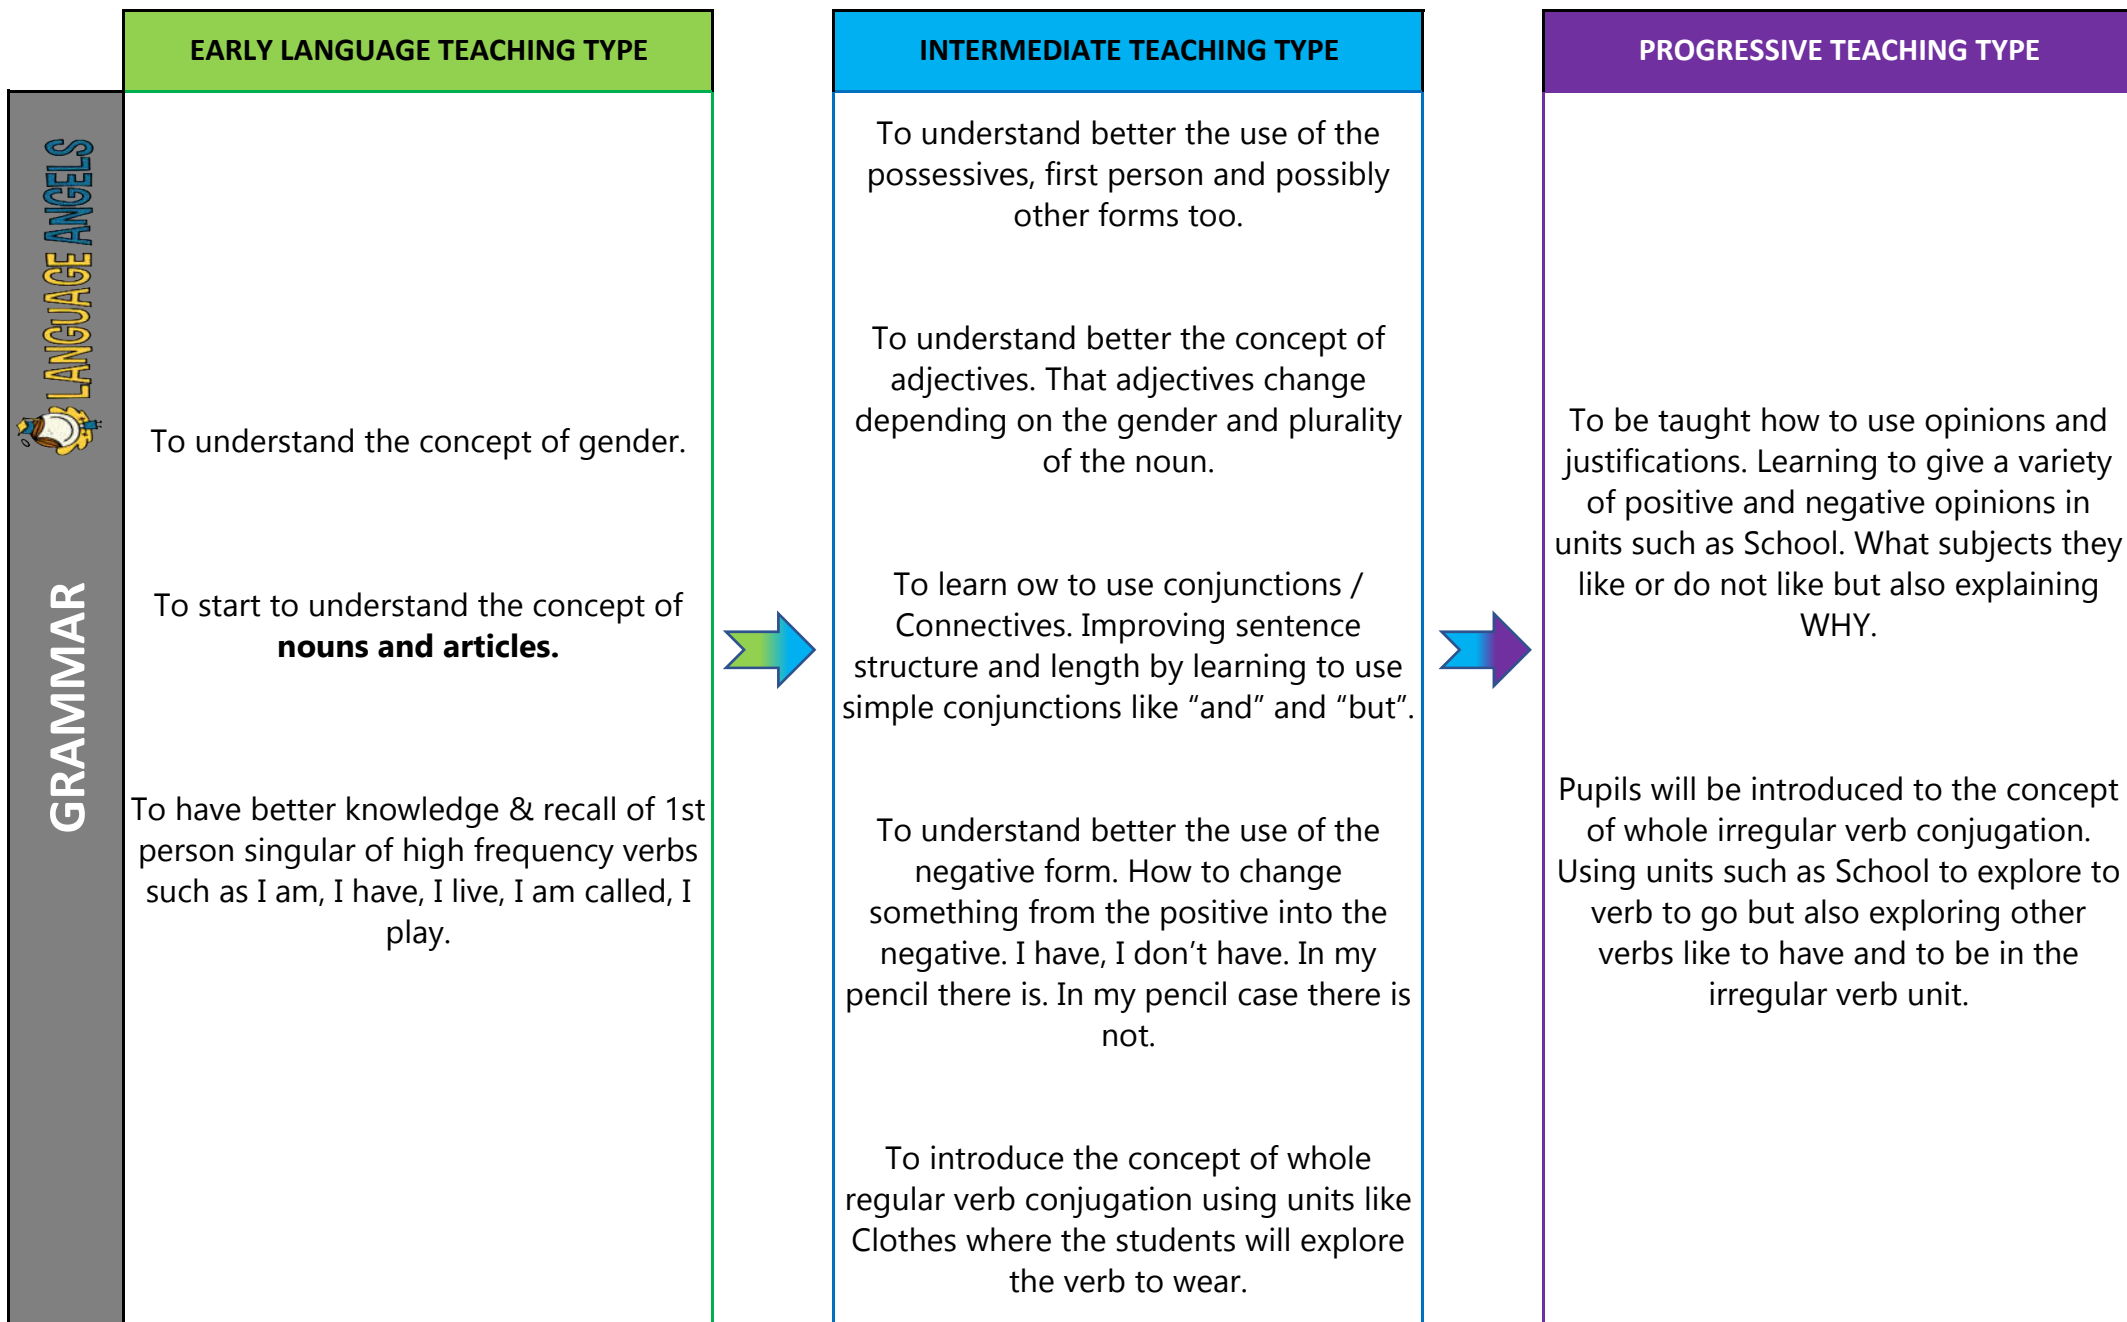 EARLY LANGUAGE TEACHING TYPE
INTERMEDIATE TEACHING TYPE
PROGRESSIVE TEACHING TYPE
LANGUAGE ANGELS
GRAMMAR
To understand the concept of gender.
To start to understand the concept of
nouns and articles.
To have better knowledge & recall of 1st
person singular of high frequency verbs
such as I am, I have, I live, I am called, I
play.
To understand better the use of the
possessives, first person and possibly
other forms too.
To understand better the concept of
adjectives. That adjectives change
depending on the gender and plurality
of the noun.
To learn ow to use conjunctions /
Connectives. Improving sentence
structure and length by learning to use
simple conjunctions like “and” and “but”.
To understand better the use of the
negative form. How to change
something from the positive into the
negative. I have, I don’t have. In my
pencil there is. In my pencil case there is
not.
To introduce the concept of whole
regular verb conjugation using units like
Clothes where the students will explore
the verb to wear.
To be taught how to use opinions and
justifications. Learning to give a variety
of positive and negative opinions in
units such as School. What subjects they
like or do not like but also explaining
WHY.
Pupils will be introduced to the concept
of whole irregular verb conjugation.
Using units such as School to explore to
verb to go but also exploring other
verbs like to have and to be in the
irregular verb unit.